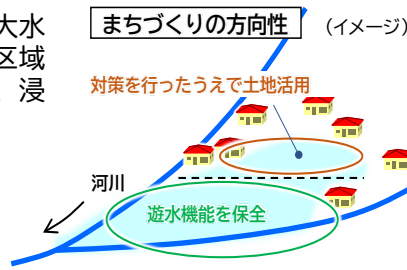 大水
区域
浸
まちづくりの方向性
(イメージ)
対策を行ったうえで土地活用
河川
遊水機能を保全